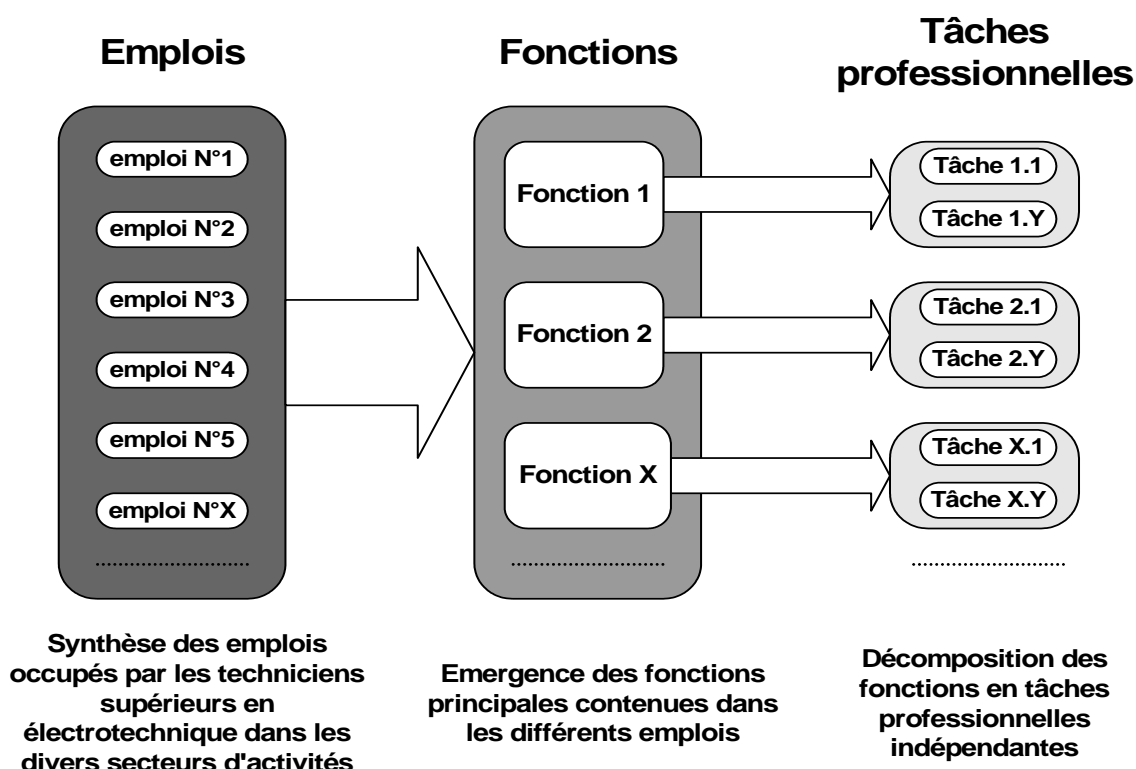 Emplois
emploi N°1
emploi N°2
emploi N°3
emploi N°4
emploi N°5
emploi N°X
........................
Synthèse des emplois
occupés par les techniciens
supérieurs en
électrotechnique dans les
divers secteurs d'activités
Fonctions
Fonction 1
Fonction 2
Fonction X
........................
Emergence des fonctions
principales contenues dans
les différents emplois
Tâches
professionnelles
Tâche 1.1
Tâche 1.Y
Tâche 2.1
Tâche 2.Y
Tâche X.1
Tâche X.Y
........................
Décomposition des
fonctions en tâches
professionnelles
indépendantes